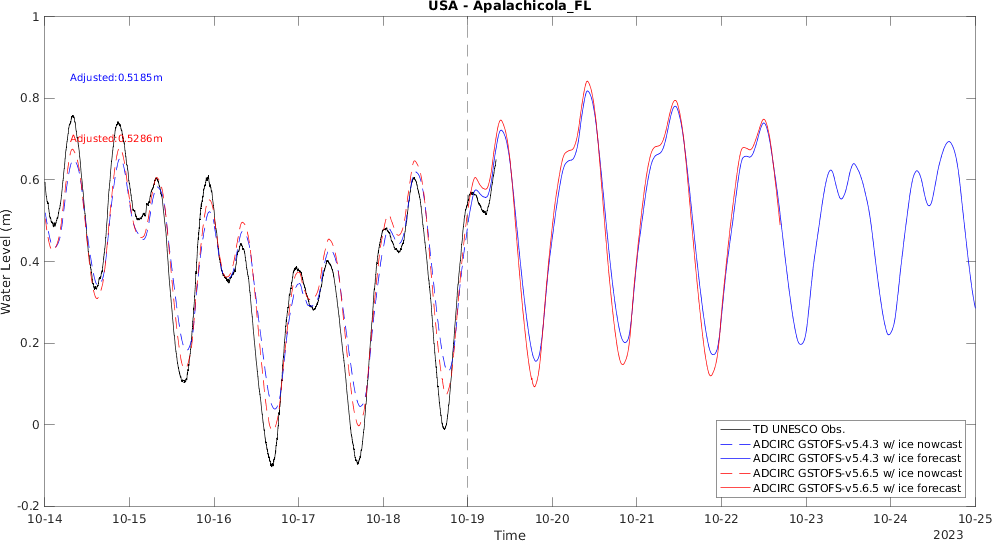 USA - Apalachicola_FL
1
0.8
0.6
0.4
0.2
0
-0.2
Water Level (m)
Adjusted:0.5185m
Adjusted:0.5286m
TD UNESCO Obs.
ADCIRC GSTOFS-v5.4.3 w/ ice nowcast
ADCIRC GSTOFS-v5.4.3 w/ ice forecast
ADCIRC GSTOFS-v5.6.5 w/ ice nowcast
ADCIRC GSTOFS-v5.6.5 w/ ice forecast
10-14 10-15 10-16 10-17 10-18 10-19 10-20 10-21 10-22 10-23 10-24 10-25
Time
2023